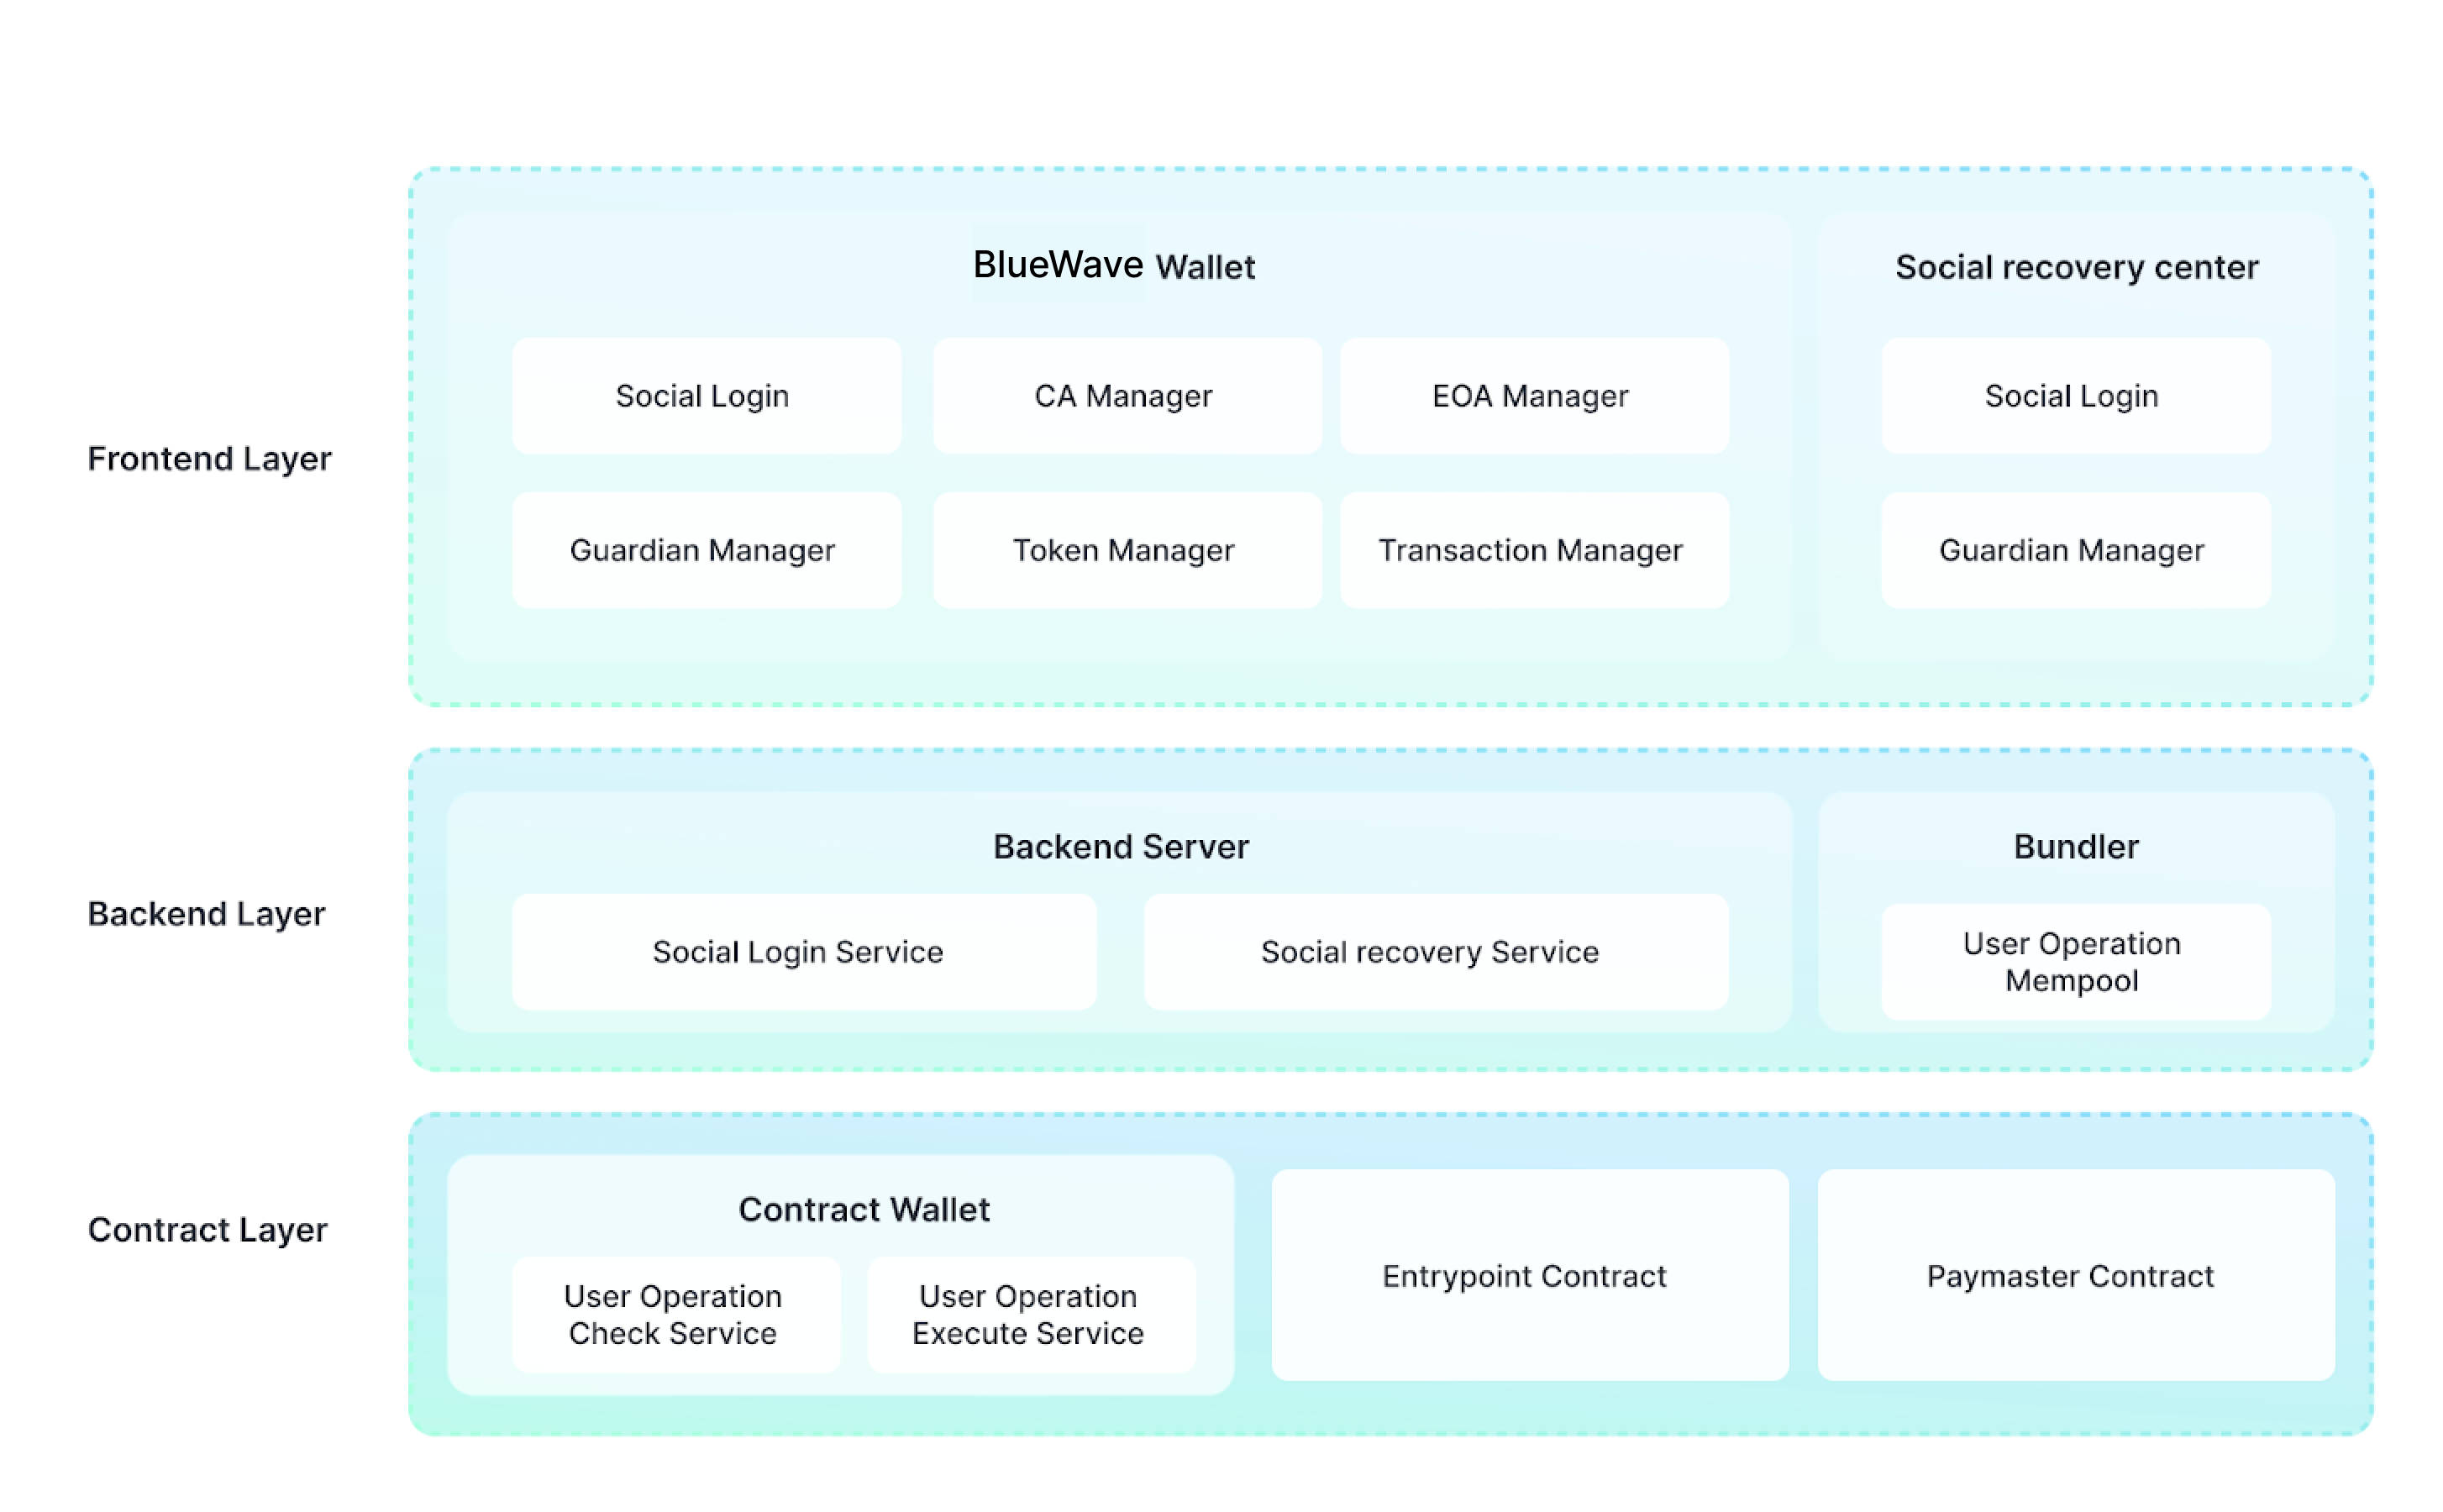 BlueWave Wallet
Social recovery center
Social Login
CA Manager
EOA Manager
Social Login
Frontend Layer
Guardian Manager
Token Manager
Transaction Manager
Guardian Manager
Backend Server
Bundler
Backend Layer
Social Login Service
Social recovery Service
User Operation
Mempool
Contract Layer
Contract Wallet
User Operation
Check Service
User Operation
Execute Service
Entrypoint Contract
Paymaster Contract